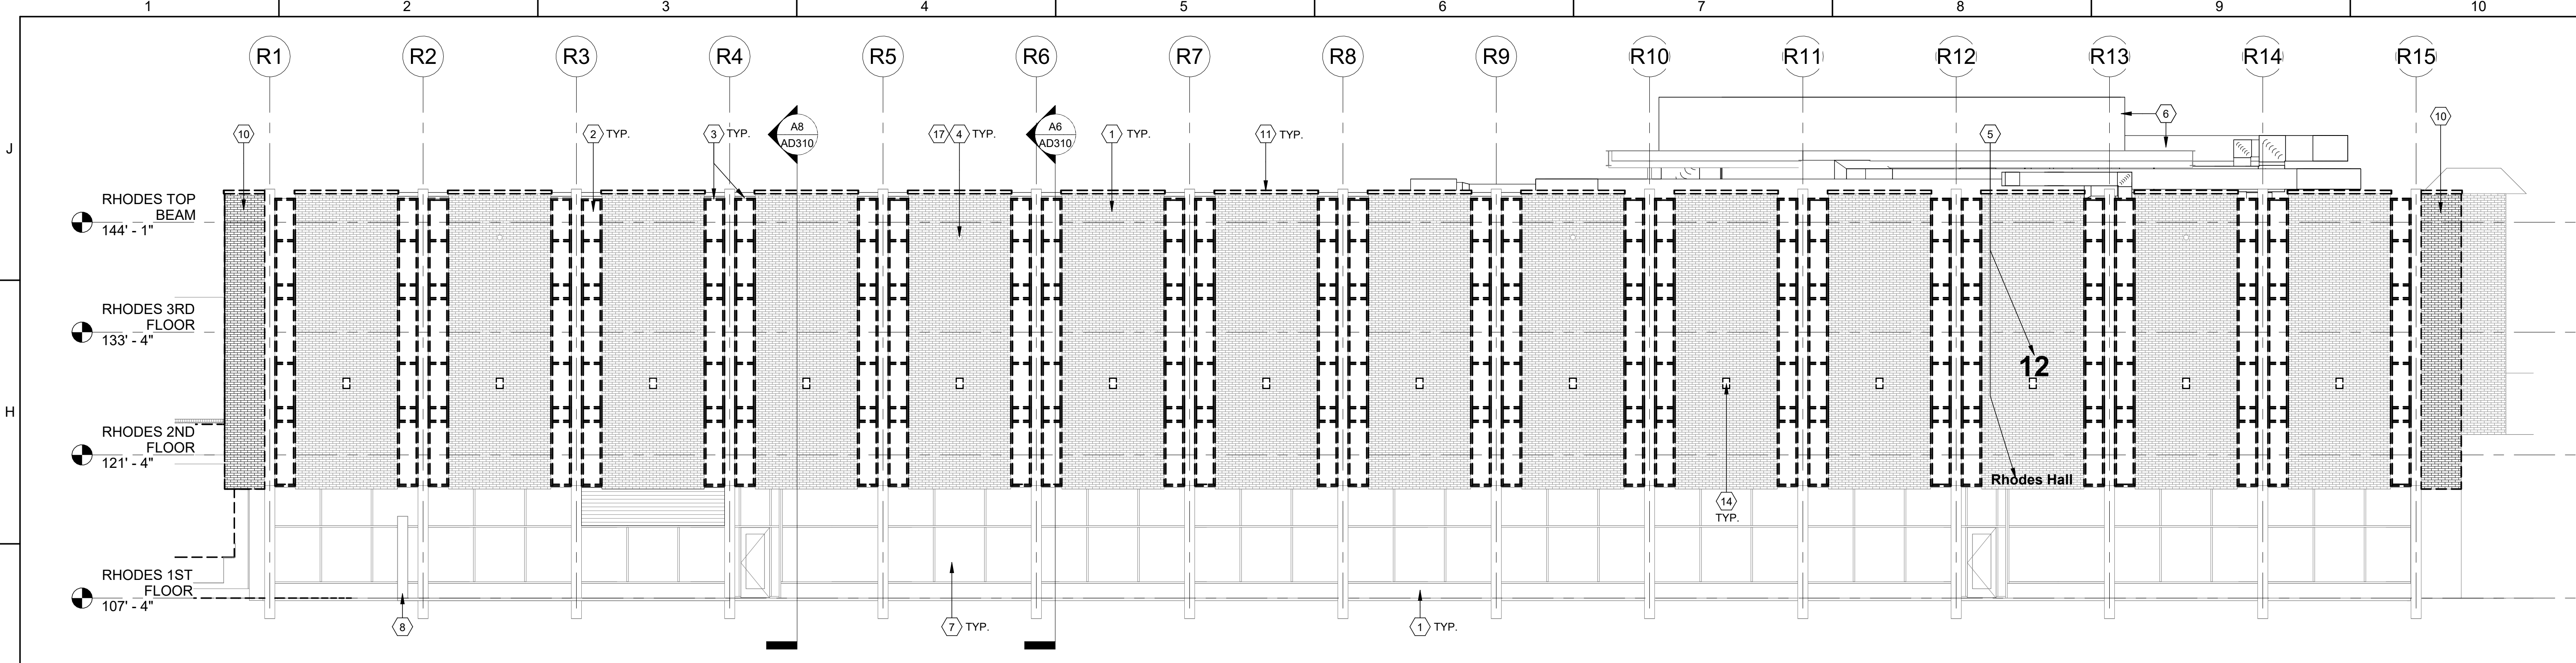 1 2 3 4 5 6 7 8 9 10
R1 R2 R3 R4 R5 R6 R7 R8 R9 R10 R11 R12 R13 R14 R15
J
10
2 TYP.
3 TYP.
A8
AD310
17 4 TYP.
A6
AD310
1 TYP.
11 TYP.
5
6
10
RHODES TOP
BEAM
144' - 1"
RHODES 3RD
FLOOR
133' - 4"
12
H
RHODES 2ND
FLOOR
121' - 4"
Rhodes Hall
14
TYP.
RHODES 1ST
FLOOR
107' - 4"
8
7 TYP.
1 TYP.